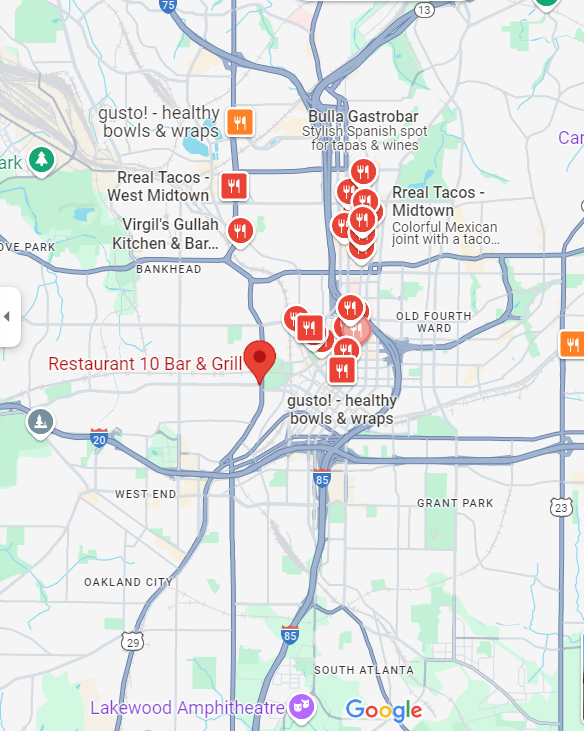 75
13
gusto! - healthy
bowls & wraps
Bulla Gastrobar
Stylish Spanish spot
for tapas & wines
Car
ark
Rreal Tacos -
West Midtown
Rreal Tacos -
Midtown
Colorful Mexican
joint with a taco...
Virgil's Gullah
Kitchen & Bar...
OVE PARK
BANKHEAD
OLD FOURTH
WARD
Restaurant 10 Bar & Grill
gusto! - healthy
bowls & wraps
20
85
WEST END
GRANT PARK
23
OAKLAND CITY
29
85
SOUTH ATLANTA
Lakewood Amphitheatre
Google